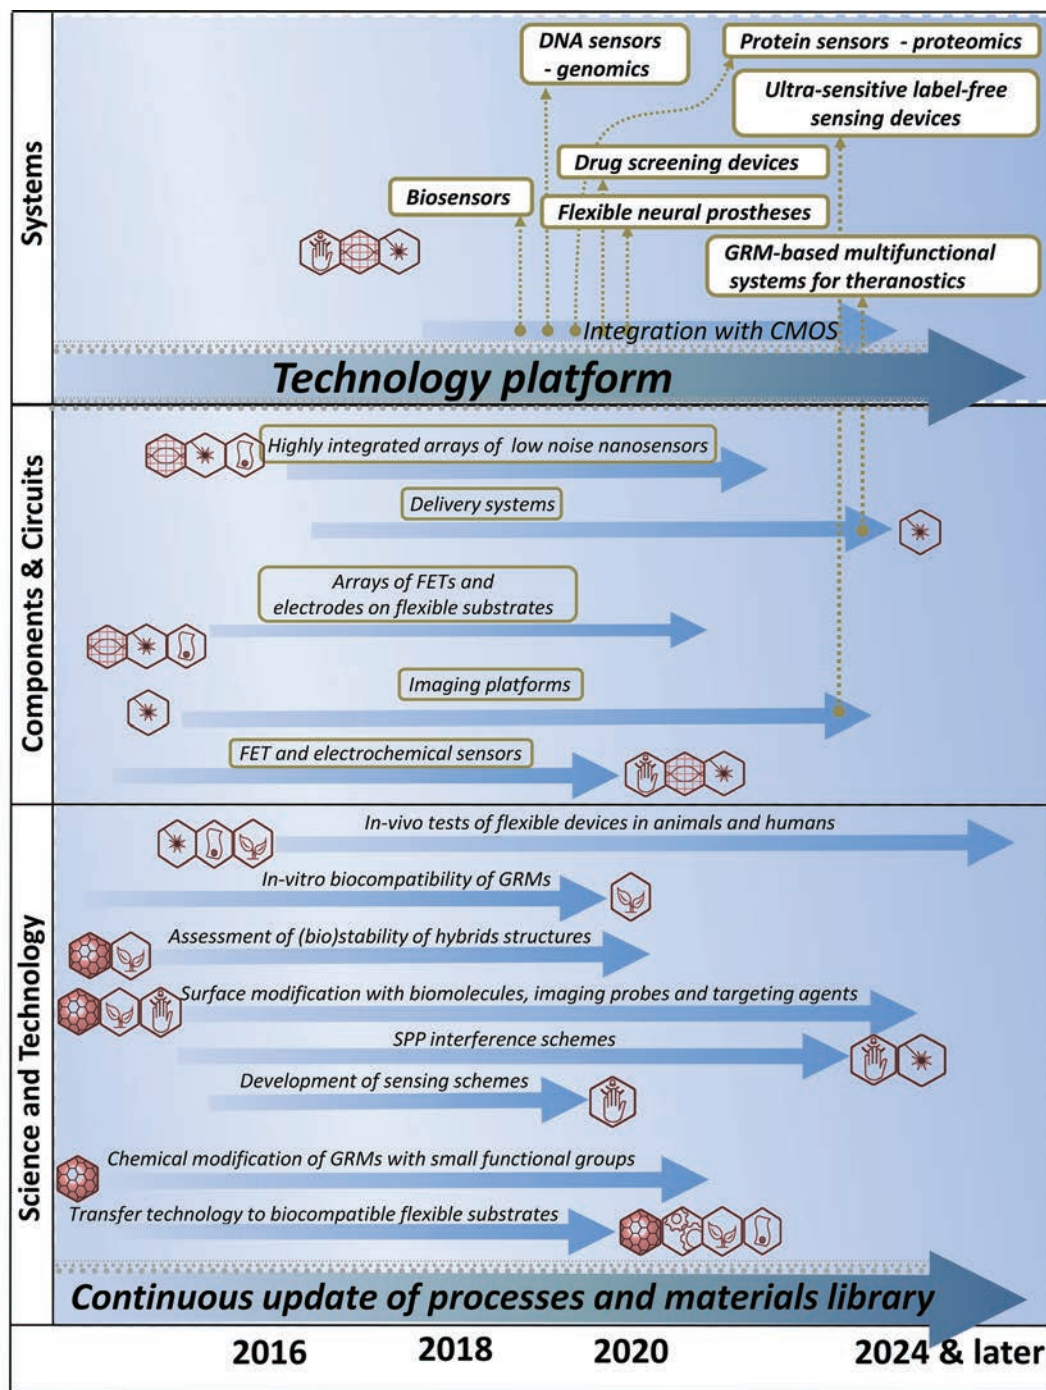 Systems
DNA sensors
- genomics
Protein sensors - proteomics
Ultra-sensitive label-free
sensing devices
Drug screening devices
Biosensors
Flexible neural prostheses
GRM-based multifunctional
systems for theranostics
Integration with CMOS
Technology platform
Components & Circuits
Highly integrated arrays of low noise nanosensors
Delivery systems
Arrays of FETs and
electrodes on flexible substrates
Imaging platforms
FET and electrochemical sensors
Science and Technology
In-vivo tests of flexible devices in animals and humans
In-vitro biocompatibility of GRMs
Assessment of (bio)stability of hybrids structures
Surface modification with biomolecules, imaging probes and targeting agents
SPP interference schemes
Development of sensing schemes
Chemical modification of GRMs with small functional groups
Transfer technology to biocompatible flexible substrates
Continuous update of processes and materials library
2016 2018 2020 2024 & later